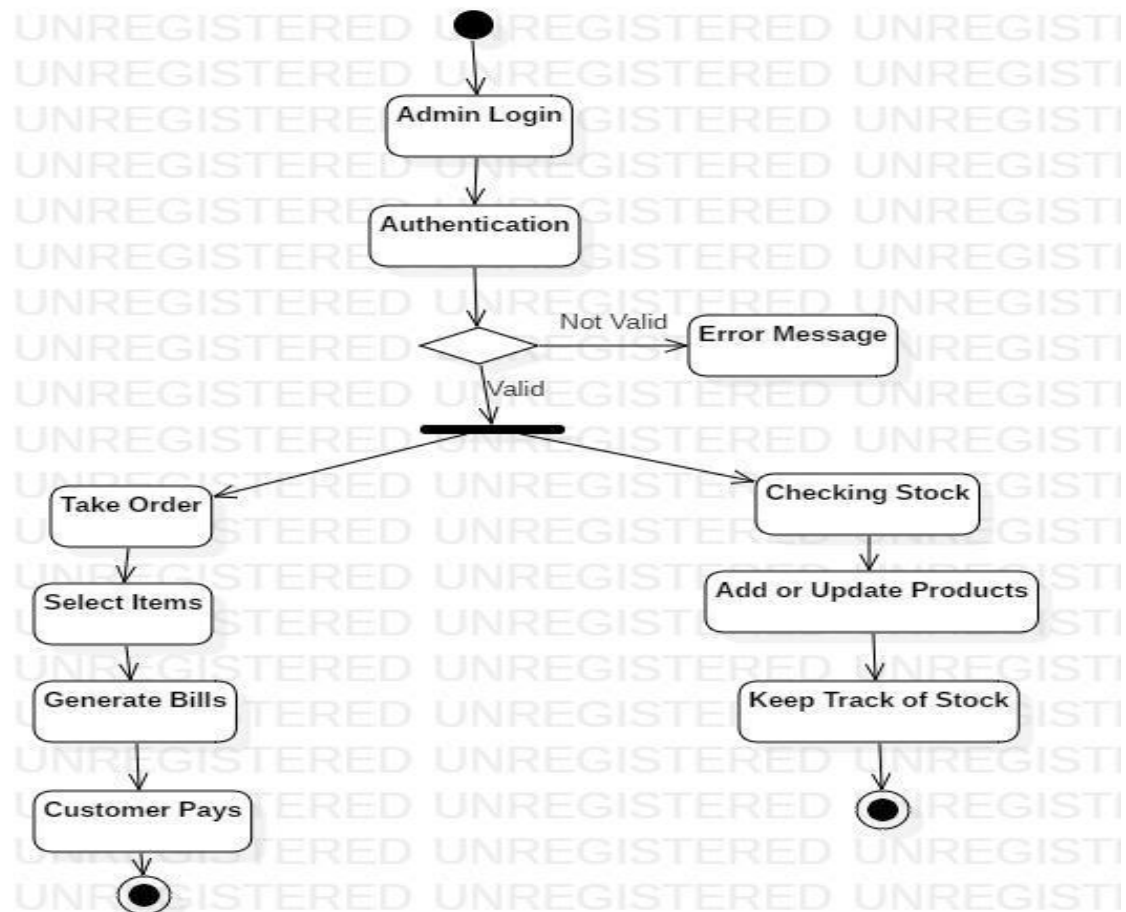 UNREGISTERED
Admin Login
Authentication
Not Valid
Error Message
Valid
Take Order
Checking Stock
Select Items
Add or Update Products
Generate Bills
Keep Track of Stock
Customer Pays